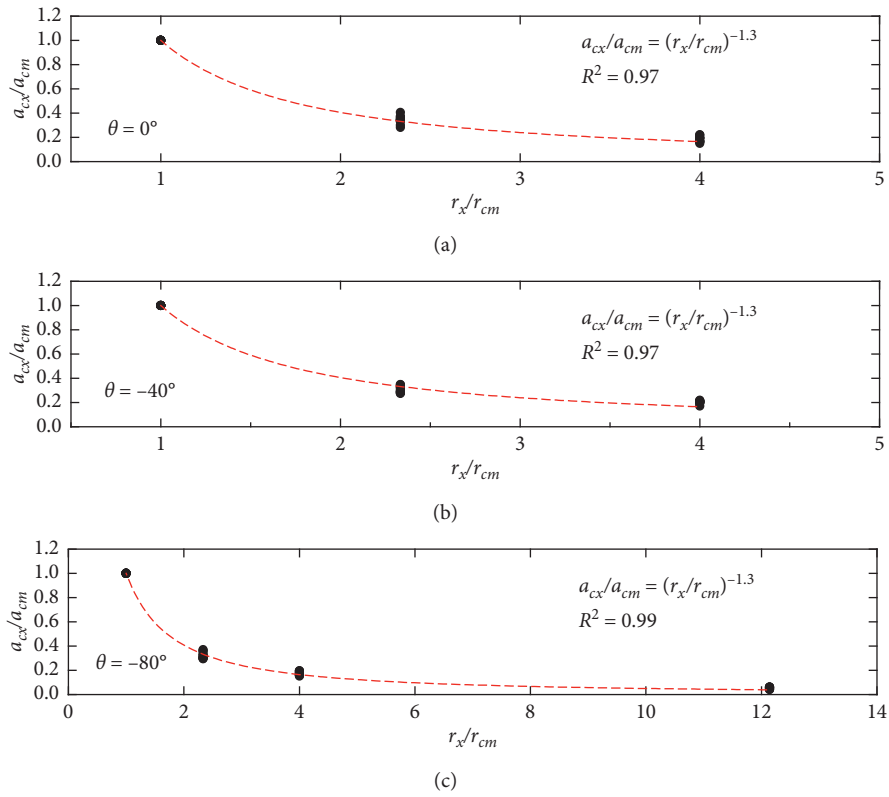 1.2
1.0
0.8
0.6
0.4
0.2
0.0
a_cx/a_cm
a_cx/a_cm = (r_x/r_cm)^–1.3
R² = 0.97
θ = 0°
1 2 3 4 5
r_x/r_cm
(a)
1.2
1.0
0.8
0.6
0.4
0.2
0.0
a_cx/a_cm
a_cx/a_cm = (r_x/r_cm)^–1.3
R² = 0.97
θ = –40°
1 2 3 4 5
r_x/r_cm
(b)
1.2
1.0
0.8
0.6
0.4
0.2
0.0
a_cx/a_cm
a_cx/a_cm = (r_x/r_cm)^–1.3
R² = 0.99
θ = –80°
0 2 4 6 8 10 12 14
r_x/r_cm
(c)